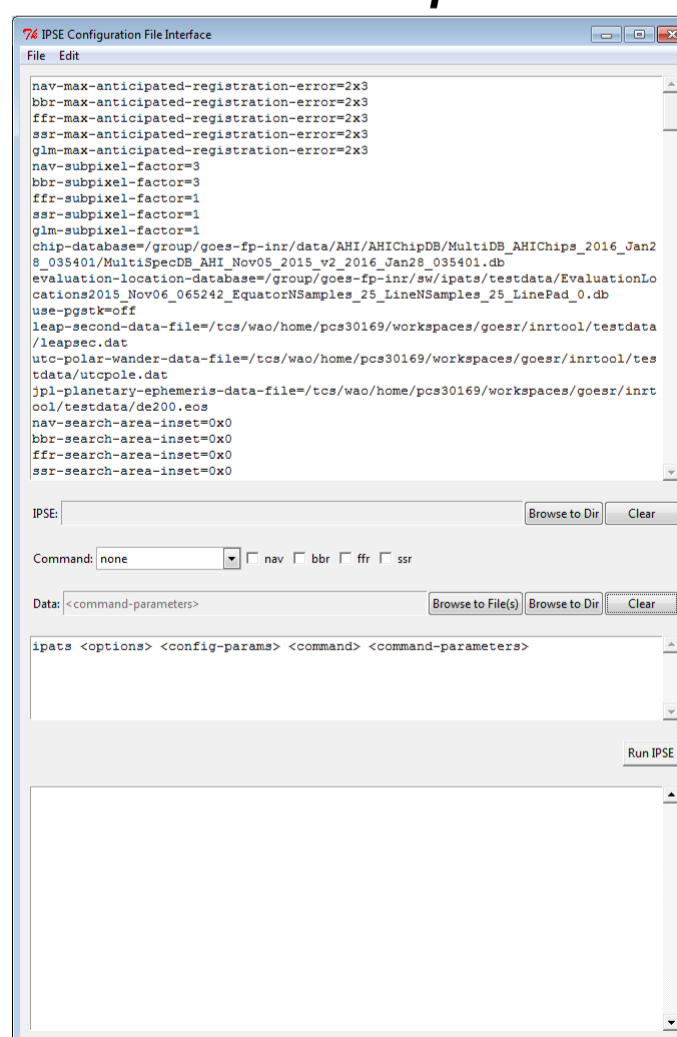 IPSE Configuration File Interface
File Edit
nav-max-anticipated-registration-error=2x3
bbr-max-anticipated-registration-error=2x3
ffr-max-anticipated-registration-error=2x3
ssr-max-anticipated-registration-error=2x3
glm-max-anticipated-registration-error=2x3
nav-subpixel-factor=3
bbr-subpixel-factor=3
ffr-subpixel-factor=1
ssr-subpixel-factor=1
glm-subpixel-factor=1
chip-database=/group/goes-fp-inr/data/AHI/AHIChipDB/MultiDB_AHIChips_2016_Jan2
8_035401/MultiSpecDB_AHI_Nov05_2015_v2_2016_Jan28_035401.db
evaluation-location-database=/group/goes-fp-inr/sw/ipats/testdata/EvaluationLo
cations2015_Nov06_065242_EquatorNSamples_25_LineNSamples_25_LinePad_0.db
use-pgstk=off
leap-second-data-file=/tcs/wao/home/pcs30169/workspaces/goesr/inrtool/testdata
/leapsec.dat
utc-polar-wander-data-file=/tcs/wao/home/pcs30169/workspaces/goesr/inrtool/tes
tdata/utcpole.dat
jpl-planetary-ephemeris-data-file=/tcs/wao/home/pcs30169/workspaces/goesr/inrt
ool/testdata/de200.eos
nav-search-area-inset=0x0
bbr-search-area-inset=0x0
ffr-search-area-inset=0x0
ssr-search-area-inset=0x0
IPSE: Browse to Dir Clear
Command: none nav bbr ffr ssr
Data: <command-parameters> Browse to File(s) Browse to Dir Clear
ipats <options> <config-params> <command> <command-parameters>
Run IPSE